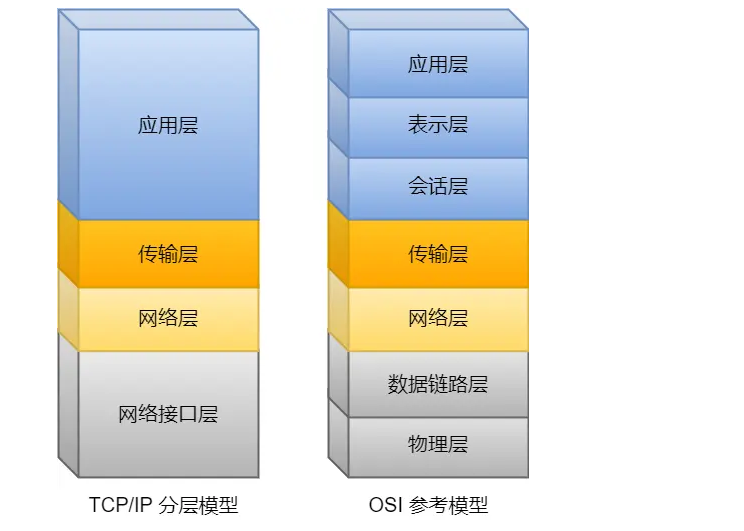 应用层
传输层
网络层
网络接口层
TCP/IP 分层模型
应用层
表示层
会话层
传输层
网络层
数据链路层
物理层
OSI 参考模型